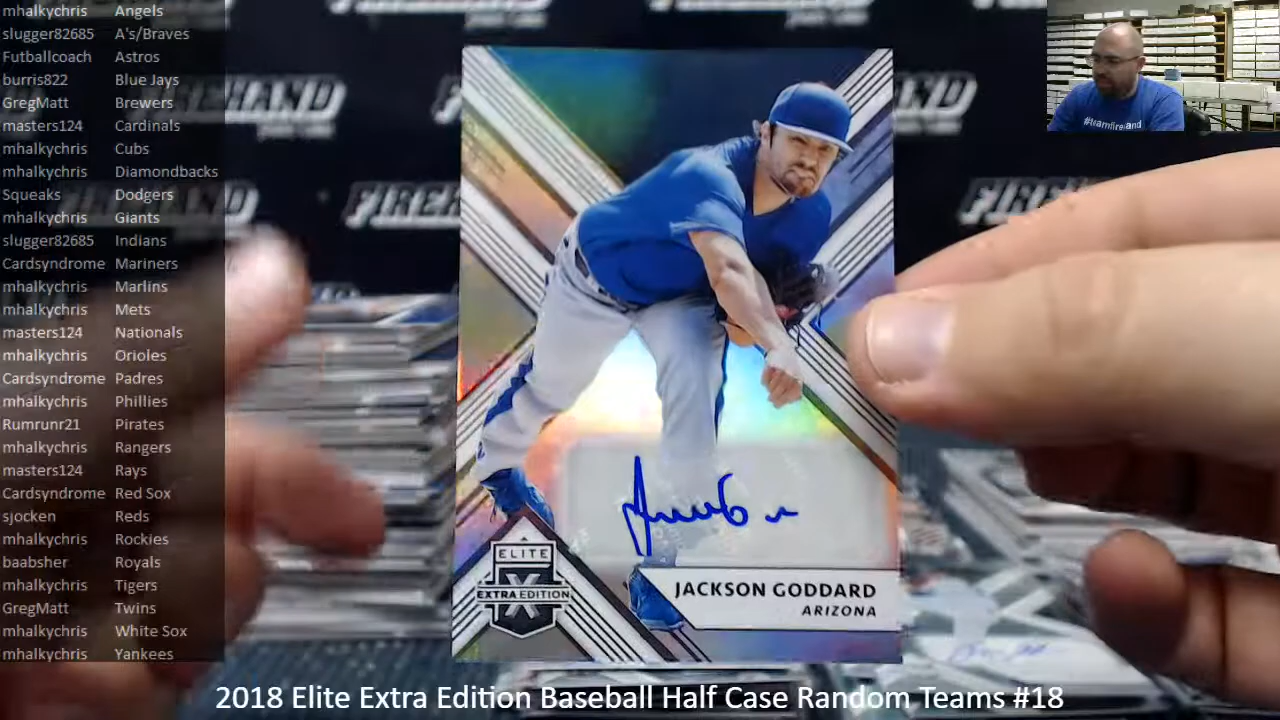 mhalkychris Angels
slugger82685 A's/Braves
Futballcoach Astros
burris822 Blue Jays
GregMatt Brewers
masters124 Cardinals
mhalkychris Cubs
mhalkychris Diamondbacks
Squeaks Dodgers
mhalkychris Giants
slugger82685 Indians
Cardsyndrome Mariners
mhalkychris Marlins
mhalkychris Mets
masters124 Nationals
mhalkychris Orioles
Cardsyndrome Padres
mhalkychris Phillies
Rumrunr21 Pirates
mhalkychris Rangers
masters124 Rays
Cardsyndrome Red Sox
sjocken Reds
mhalkychris Rockies
baabsher Royals
mhalkychris Tigers
GregMatt Twins
mhalkychris White Sox
mhalkychris Yankees
#teamfirehand
ELITE
X
EXTRA EDITION
JACKSON GODDARD
ARIZONA
2018 Elite Extra Edition Baseball Half Case Random Teams #18